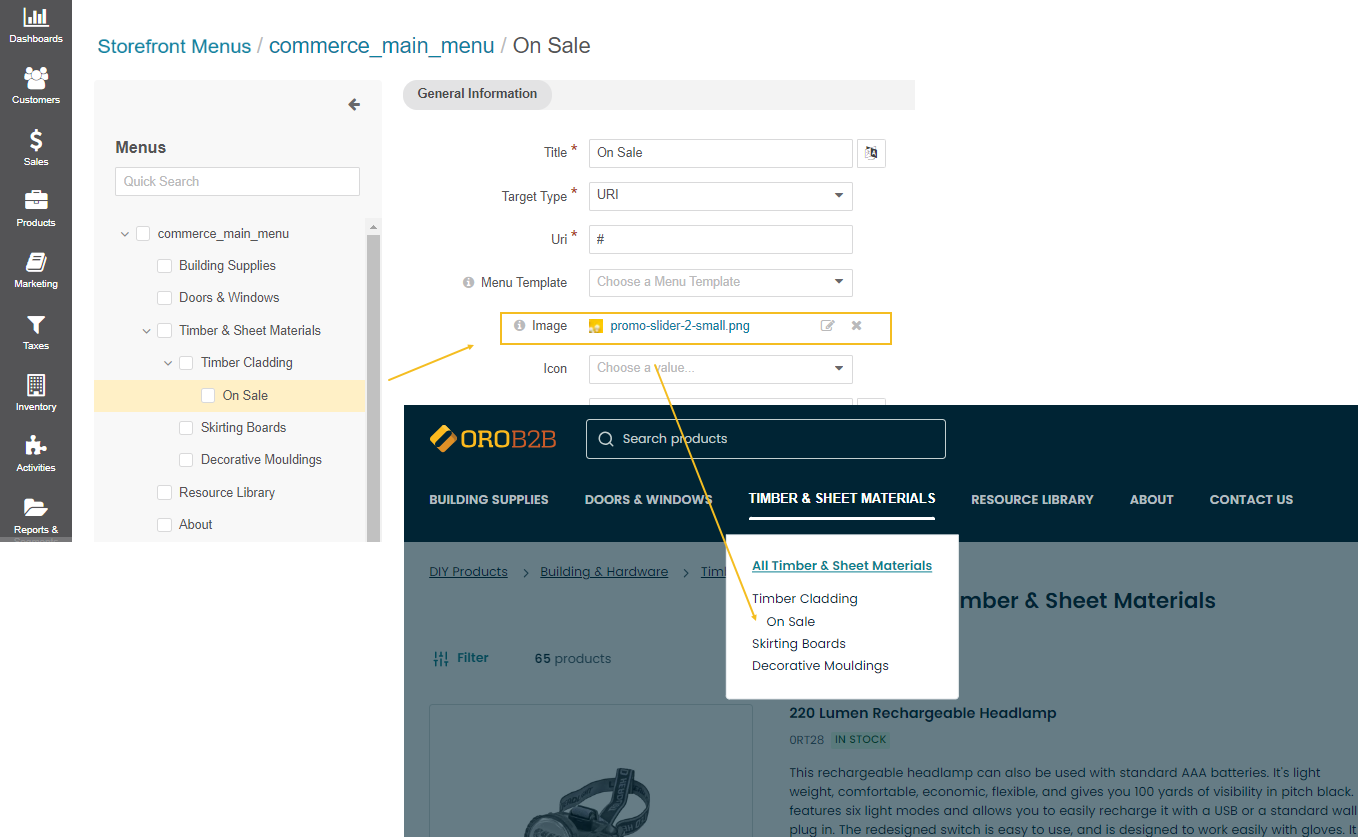 Dashboards
Customers
Sales
Products
Marketing
Taxes
Inventory
Activities
Reports &
Storefront Menus / commerce_main_menu / On Sale
Menus
Quick Search
commerce_main_menu
Building Supplies
Doors & Windows
Timber & Sheet Materials
Timber Cladding
On Sale
Skirting Boards
Decorative Mouldings
Resource Library
About
General Information
Title * On Sale
Target Type * URI
Uri * #
Menu Template Choose a Menu Template
Image promo-slider-2-small.png
Icon Choose a value...
OROB2B Search products
BUILDING SUPPLIES DOORS & WINDOWS TIMBER & SHEET MATERIALS RESOURCE LIBRARY ABOUT CONTACT US
DIY Products > Building & Hardware > Timb
All Timber & Sheet Materials
Timber Cladding
On Sale
Skirting Boards
Decorative Mouldings
mber & Sheet Materials
Filter 65 products
220 Lumen Rechargeable Headlamp
0RT28 IN STOCK
This rechargeable headlamp can also be used with standard AAA batteries. It's light
weight, comfortable, economic, flexible, and gives you 100 yards of visibility in pitch black.
features six light modes and allows you to easily recharge it with a USB or a standard wall
plug in. The redesigned switch is easy to use, and is designed to work easily with gloves. It